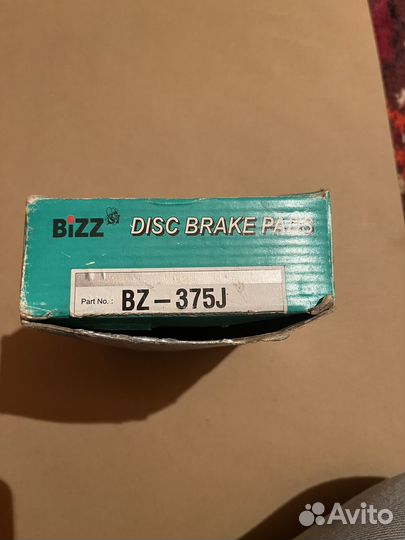 BiZZ DISC BRAKE PADS
Part No. : BZ-375J
Avito